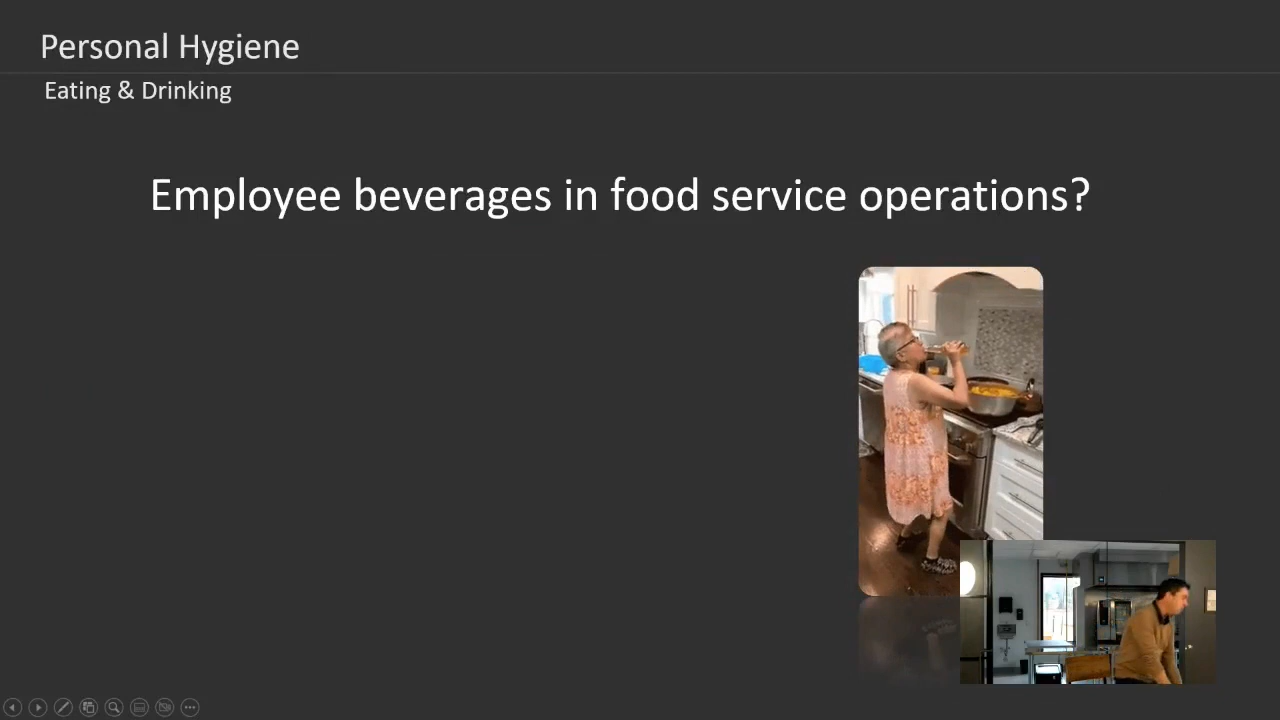 Personal Hygiene
Eating & Drinking
Employee beverages in food service operations?